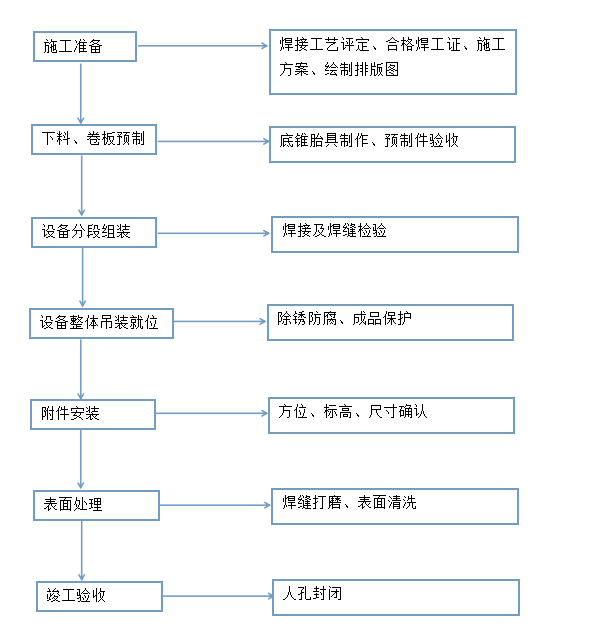 施工准备
焊接工艺评定、合格焊工证、施工
方案、绘制排版图
下料、卷板预制
底锥胎具制作、预制件验收
设备分段组装
焊接及焊缝检验
设备整体吊装就位
除锈防腐、成品保护
附件安装
方位、标高、尺寸确认
表面处理
焊缝打磨、表面清洗
竣工验收
人孔封闭